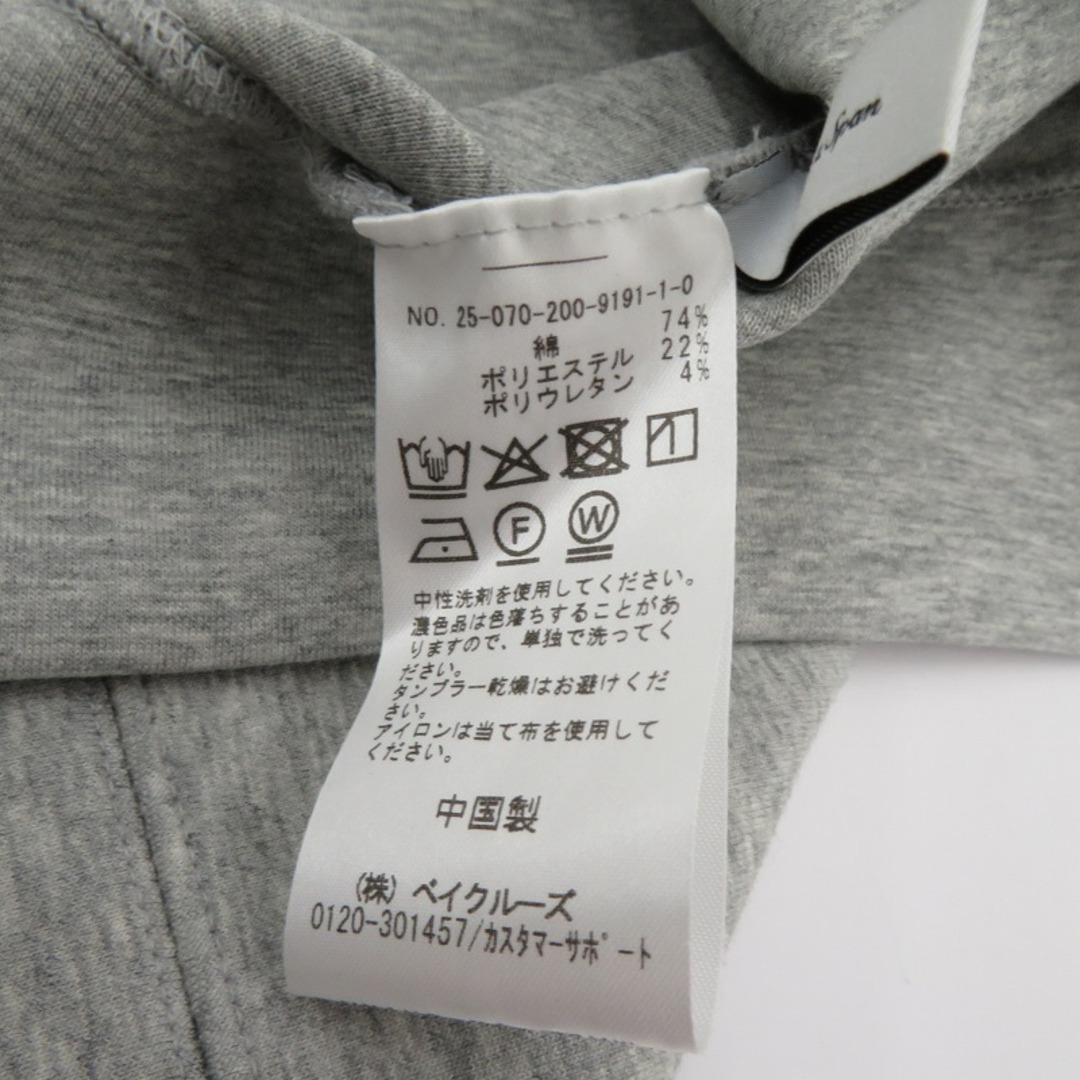 Span
NO. 25-070-200-9191-1-0
綿 74%
ポリエステル 22%
ポリウレタン 4%
F W
中性洗剤を使用してください。
濃色品は色落ちすることがあ
りますので、単独で洗ってく
ださい。
タンブラー乾燥はお避けくだ
さい。
アイロンは当て布を使用して
ください。
中国製
(株) ベイクルーズ
0120-301457/カスタマーサポート